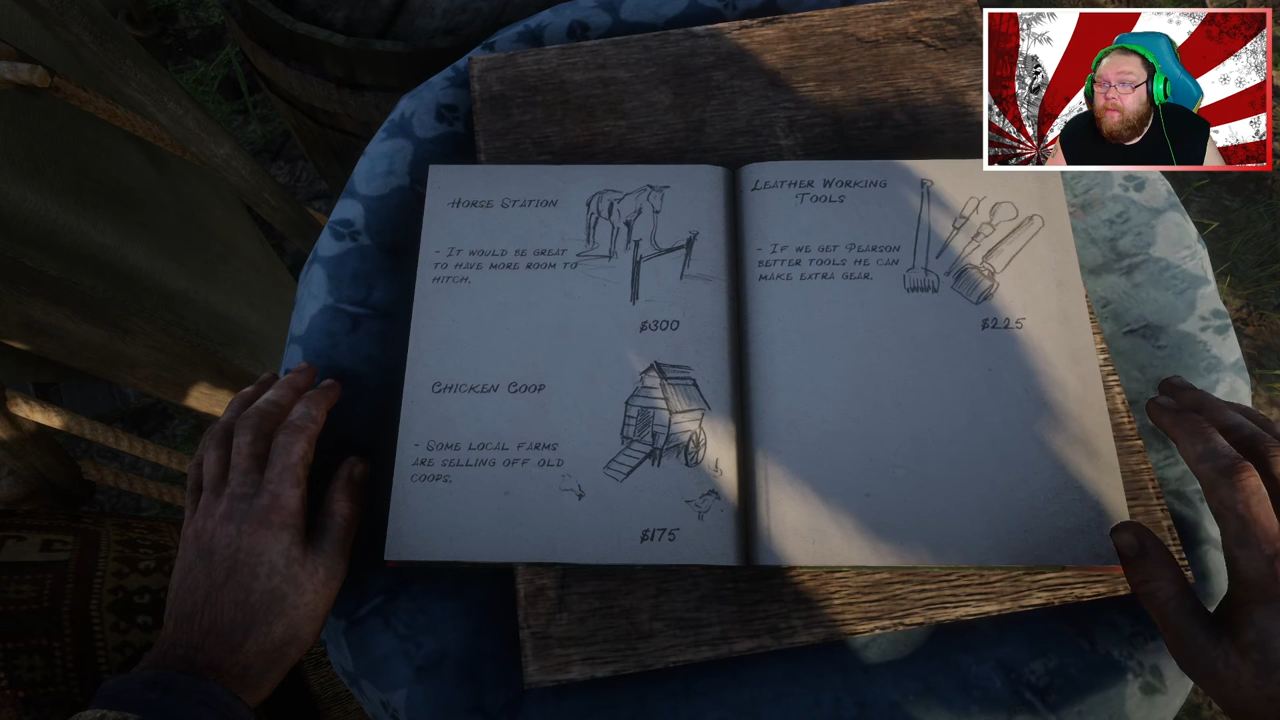 HORSE STATION
- IT WOULD BE GREAT
TO HAVE MORE ROOM TO
HITCH.
$300
CHICKEN COOP
- SOME LOCAL FARMS
ARE SELLING OFF OLD
COOPS.
$175
LEATHER WORKING
TOOLS
- IF WE GET PEARSON
BETTER TOOLS HE CAN
MAKE EXTRA GEAR.
$225